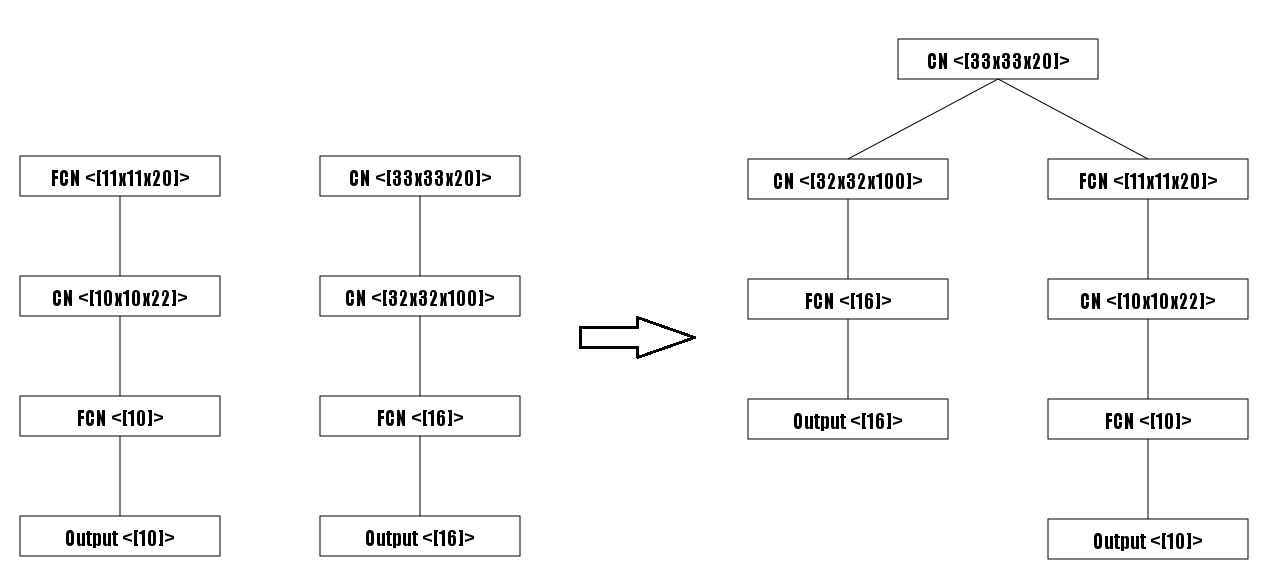 FCN <[11x11x20]>
CN <[10x10x22]>
FCN <[10]>
Output <[10]>
CN <[33x33x20]>
CN <[32x32x100]>
FCN <[16]>
Output <[16]>
CN <[33x33x20]>
CN <[32x32x100]>
FCN <[16]>
Output <[16]>
FCN <[11x11x20]>
CN <[10x10x22]>
FCN <[10]>
Output <[10]>